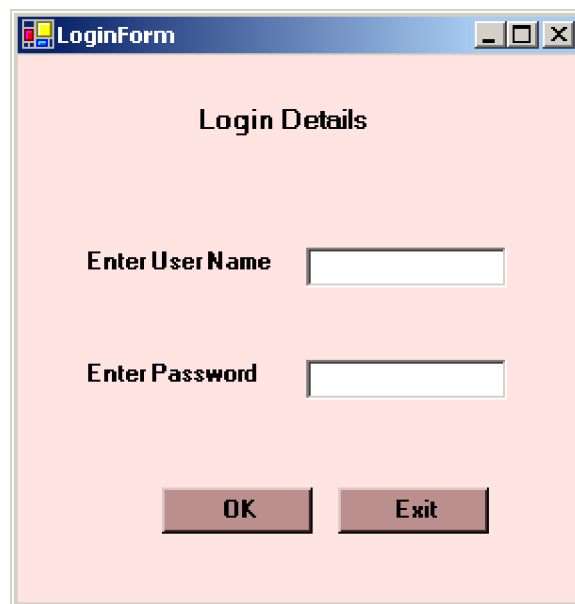 LoginForm
Login Details
Enter User Name
Enter Password
OK Exit